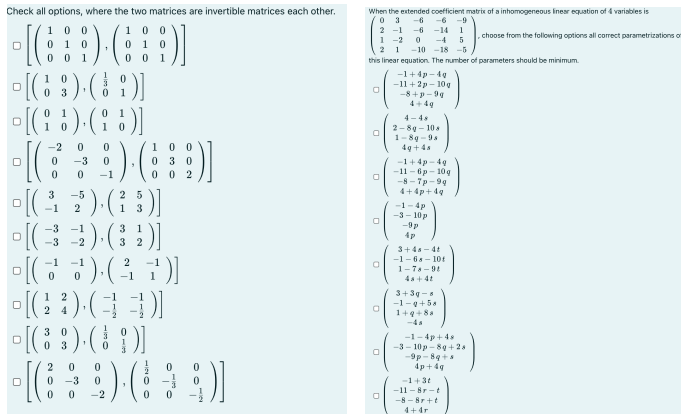 Check all options, where the two matrices are invertible matrices each other.
[( 1 0 0
0 1 0
0 0 1 ), ( 1 0 0
0 1 0
0 0 1 )]
[( 1 0
0 3 ), ( 1/3 0
0 1 )]
[( 0 1
1 0 ), ( 0 1
1 0 )]
[( −2 0 0
0 −3 0
0 0 −1 ), ( 1 0 0
0 3 0
0 0 2 )]
[( 3 −5
−1 2 ), ( 2 5
1 3 )]
[( −3 −1
−3 −2 ), ( 3 1
3 2 )]
[( −1 −1
0 0 ), ( 2 −1
−1 1 )]
[( 1 2
2 4 ), ( −1 −1
−1/2 −1/2 )]
[( 3 0
0 3 ), ( 1/3 0
0 1/3 )]
[( 2 0 0
0 −3 0
0 0 −2 ), ( 1/2 0 0
0 −1/3 0
0 0 −1/2 )]
When the extended coefficient matrix of a inhomogeneous linear equation of 4 variables is
( 0 3 −6 −6 −9
2 −1 −6 −14 1
1 −2 0 −4 5
2 1 −10 −18 −5 ), choose from the following options all correct parametrizations o
this linear equation. The number of parameters should be minimum.
( −1 + 4p − 4q
−11 + 2p − 10q
−8 + p − 9q
4 + 4q )
( 4 − 4s
2 − 8q − 10s
1 − 8q − 9s
4q + 4s )
( −1 + 4p − 4q
−11 − 6p − 10q
−8 − 7p − 9q
4 + 4p + 4q )
( −1 − 4p
−3 − 10p
−9p
4p )
( 3 + 4s − 4t
−1 − 6s − 10t
1 − 7s − 9t
4s + 4t )
( 3 + 3q − s
−1 − q + 5s
1 + q + 8s
−4s )
( −1 − 4p + 4s
−3 − 10p − 8q + 2s
−9p − 8q + s
4p + 4q )
( −1 + 3t
−11 − 8r − t
−8 − 8r + t
4 + 4r